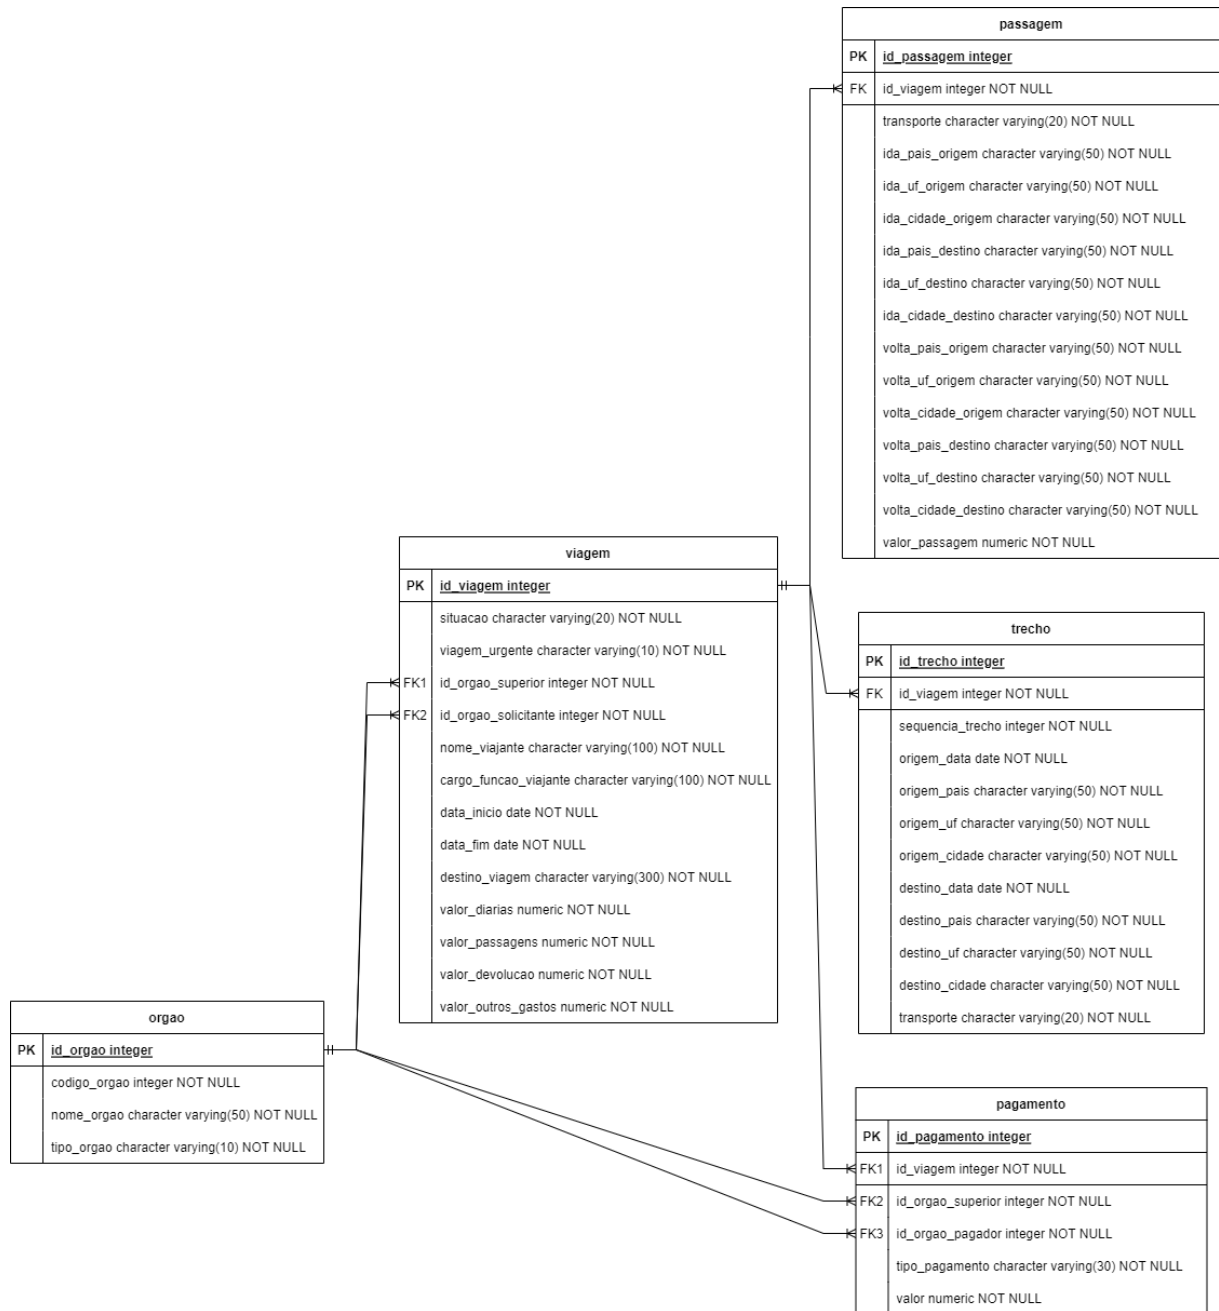 passagem
PK id_passagem integer
FK id_viagem integer NOT NULL
transporte character varying(20) NOT NULL
ida_pais_origem character varying(50) NOT NULL
ida_uf_origem character varying(50) NOT NULL
ida_cidade_origem character varying(50) NOT NULL
ida_pais_destino character varying(50) NOT NULL
ida_uf_destino character varying(50) NOT NULL
ida_cidade_destino character varying(50) NOT NULL
volta_pais_origem character varying(50) NOT NULL
volta_uf_origem character varying(50) NOT NULL
volta_cidade_origem character varying(50) NOT NULL
volta_pais_destino character varying(50) NOT NULL
volta_uf_destino character varying(50) NOT NULL
volta_cidade_destino character varying(50) NOT NULL
valor_passagem numeric NOT NULL
viagem
PK id_viagem integer
situacao character varying(20) NOT NULL
viagem_urgente character varying(10) NOT NULL
FK1 id_orgao_superior integer NOT NULL
FK2 id_orgao_solicitante integer NOT NULL
nome_viajante character varying(100) NOT NULL
cargo_funcao_viajante character varying(100) NOT NULL
data_inicio date NOT NULL
data_fim date NOT NULL
destino_viagem character varying(300) NOT NULL
valor_diarias numeric NOT NULL
valor_passagens numeric NOT NULL
valor_devolucao numeric NOT NULL
valor_outros_gastos numeric NOT NULL
trecho
PK id_trecho integer
FK id_viagem integer NOT NULL
sequencia_trecho integer NOT NULL
origem_data date NOT NULL
origem_pais character varying(50) NOT NULL
origem_uf character varying(50) NOT NULL
origem_cidade character varying(50) NOT NULL
destino_data date NOT NULL
destino_pais character varying(50) NOT NULL
destino_uf character varying(50) NOT NULL
destino_cidade character varying(50) NOT NULL
transporte character varying(20) NOT NULL
orgao
PK id_orgao integer
codigo_orgao integer NOT NULL
nome_orgao character varying(50) NOT NULL
tipo_orgao character varying(10) NOT NULL
pagamento
PK id_pagamento integer
FK1 id_viagem integer NOT NULL
FK2 id_orgao_superior integer NOT NULL
FK3 id_orgao_pagador integer NOT NULL
tipo_pagamento character varying(30) NOT NULL
valor numeric NOT NULL